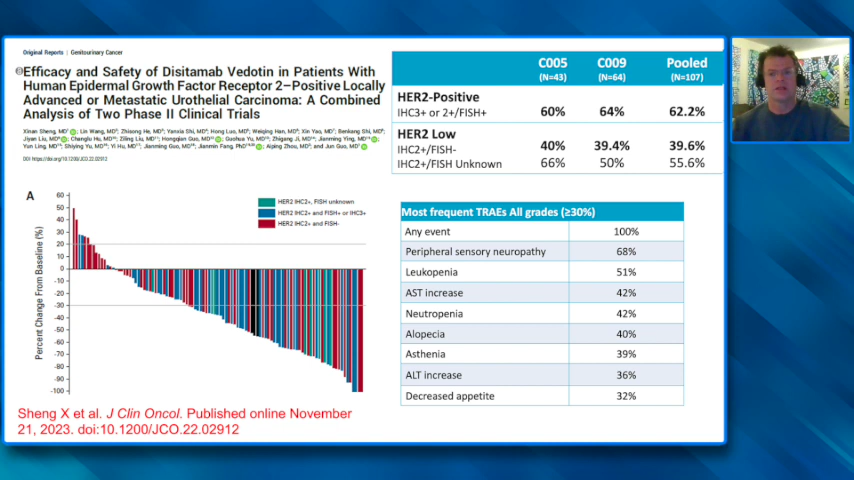 Original Reports | Genitourinary Cancer
Efficacy and Safety of Disitamab Vedotin in Patients With
Human Epidermal Growth Factor Receptor 2–Positive Locally
Advanced or Metastatic Urothelial Carcinoma: A Combined
Analysis of Two Phase II Clinical Trials
Xinan Sheng, MD; Lin Wang, MD; Zhisong He, MD; Yanxia Shi, MD; Hong Luo, MD; Weiqing Han, MD; Xin Yao, MD; Benkang Shi, MD;
Jiyan Liu, MD; Changlu Hu, MD; Ziling Liu, MD; Hongqian Guo, MD; Guohua Yu, MD; Zhigang Ji, MD; Jianming Ying, MD;
Yun Ling, MD; Shiying Yu, MD; Yi Hu, MD; Jianming Guo, MD; Jianmin Fang, PhD; Aiping Zhou, MD; and Jun Guo, MD
DOI https://doi.org/10.1200/JCO.22.02912
C005 C009 Pooled
(N=43) (N=64) (N=107)
HER2-Positive
IHC3+ or 2+/FISH+ 60% 64% 62.2%
HER2 Low
IHC2+/FISH- 40% 39.4% 39.6%
IHC2+/FISH Unknown 66% 50% 55.6%
A
HER2 IHC2+, FISH unknown
HER2 IHC2+ and FISH+ or IHC3+
HER2 IHC2+ and FISH-
Percent Change From Baseline (%)
60
50
40
30
20
10
0
-10
-20
-30
-40
-50
-60
-70
-80
-90
-100
Most frequent TRAEs All grades (≥30%)
Any event 100%
Peripheral sensory neuropathy 68%
Leukopenia 51%
AST increase 42%
Neutropenia 42%
Alopecia 40%
Asthenia 39%
ALT increase 36%
Decreased appetite 32%
Sheng X et al. J Clin Oncol. Published online November
21, 2023. doi:10.1200/JCO.22.02912